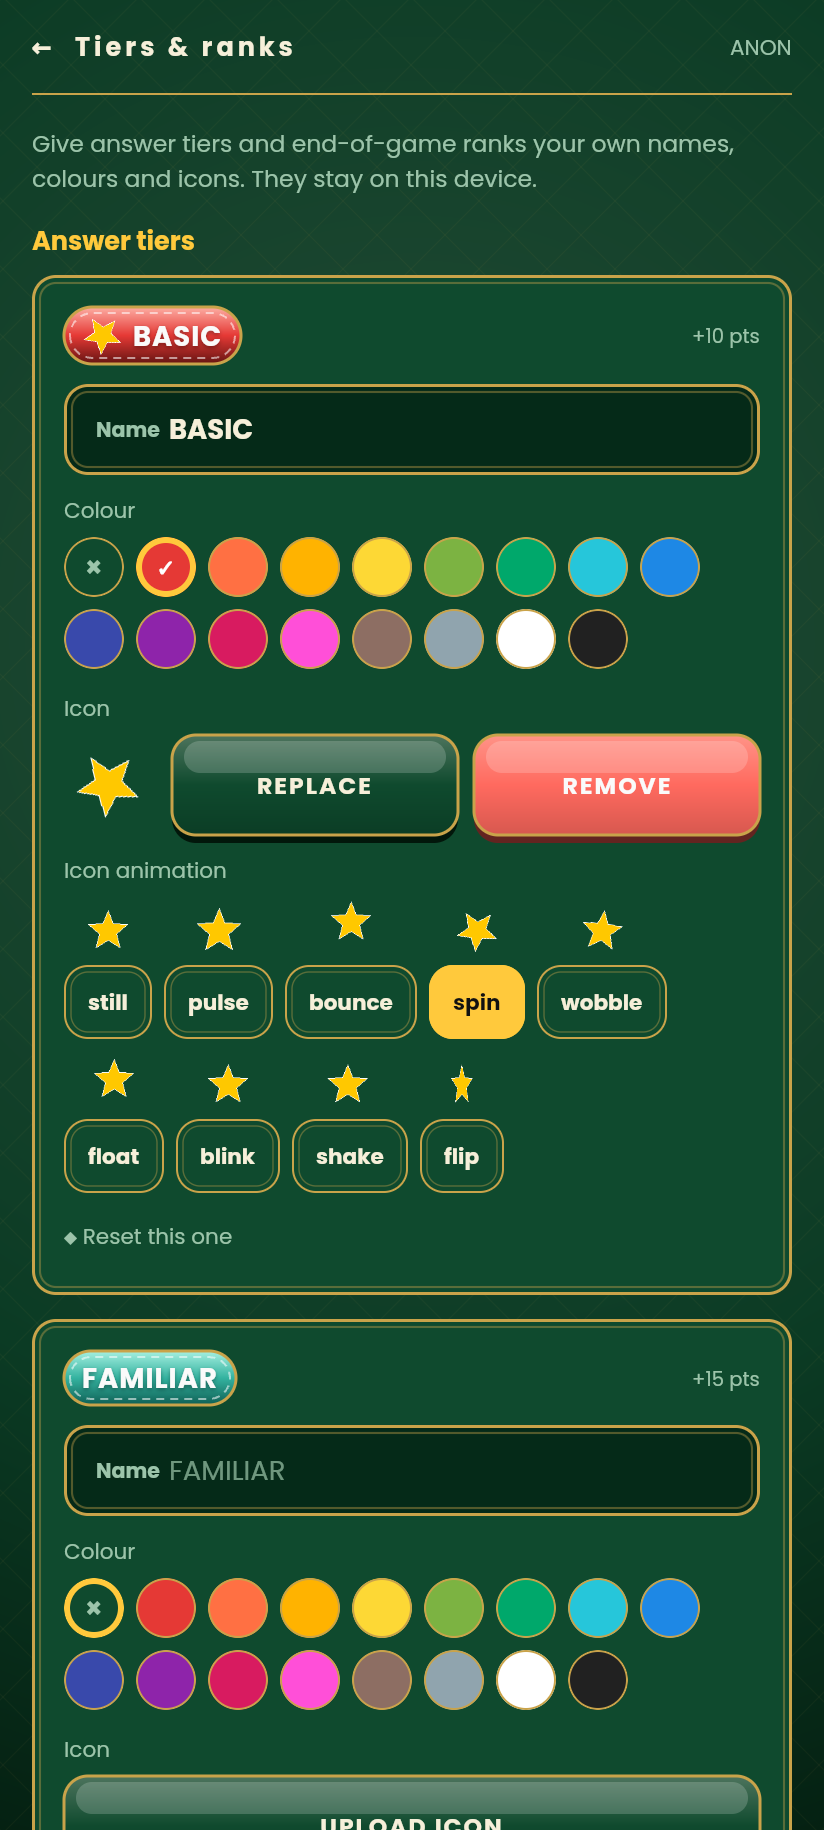 ← Tiers & ranks ANON
Give answer tiers and end-of-game ranks your own names,
colours and icons. They stay on this device.
Answer tiers
BASIC +10 pts
Name BASIC
Colour
✖ ✓
Icon
REPLACE REMOVE
Icon animation
still pulse bounce spin wobble
float blink shake flip
◆ Reset this one
FAMILIAR +15 pts
Name FAMILIAR
Colour
✖
Icon
UPLOAD ICON